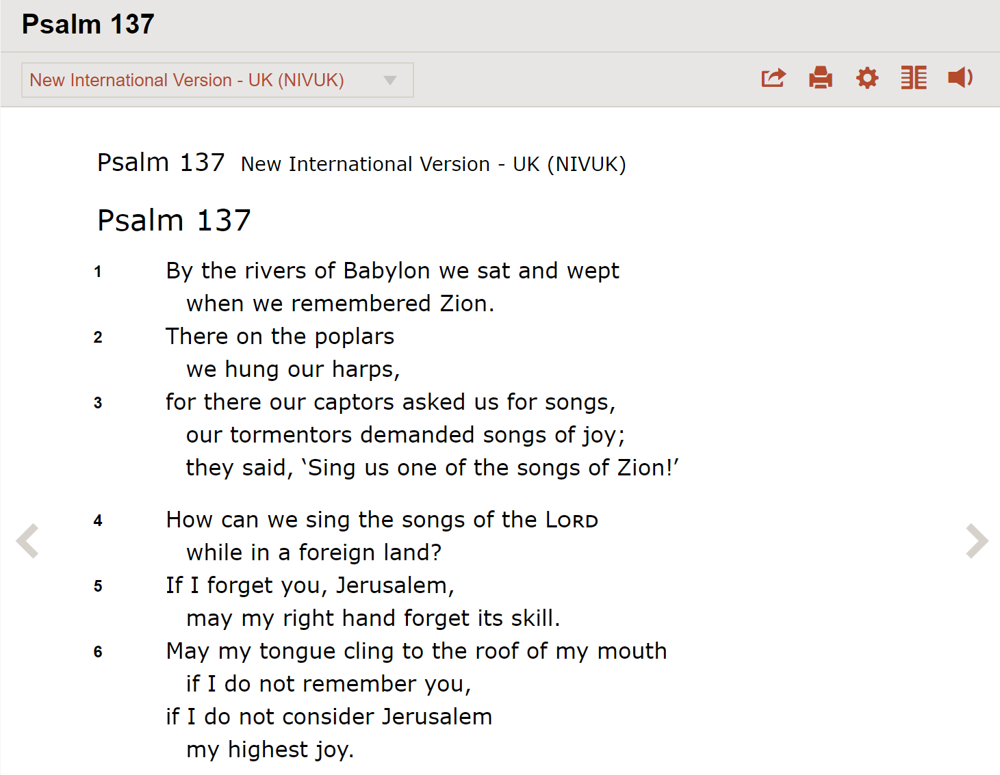 Psalm 137
New International Version - UK (NIVUK)
Psalm 137 New International Version - UK (NIVUK)
Psalm 137
1 By the rivers of Babylon we sat and wept
when we remembered Zion.
2 There on the poplars
we hung our harps,
3 for there our captors asked us for songs,
our tormentors demanded songs of joy;
they said, ‘Sing us one of the songs of Zion!’
4 How can we sing the songs of the LORD
while in a foreign land?
5 If I forget you, Jerusalem,
may my right hand forget its skill.
6 May my tongue cling to the roof of my mouth
if I do not remember you,
if I do not consider Jerusalem
my highest joy.